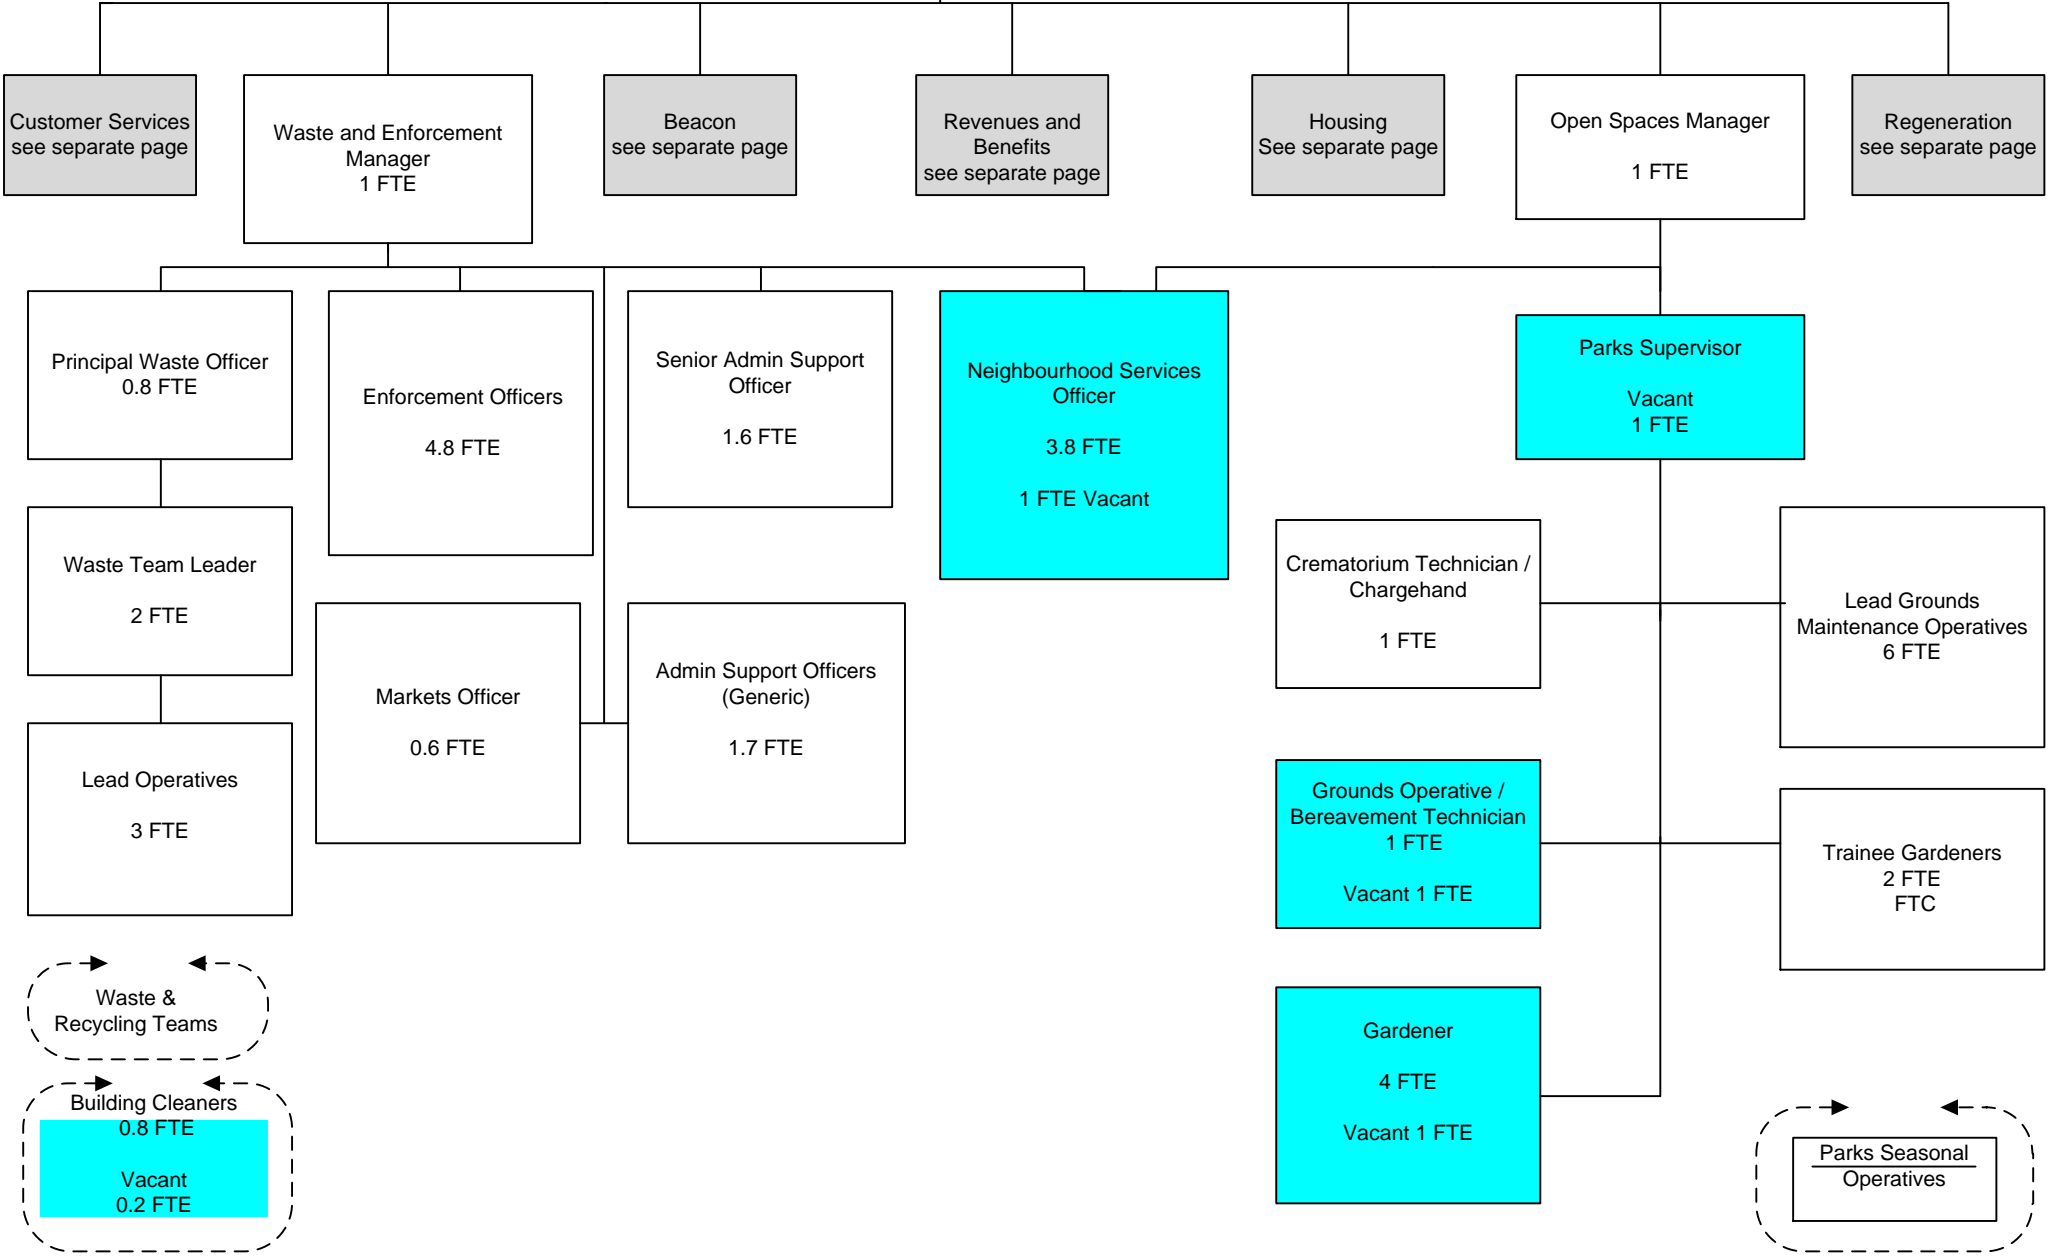 Customer Services
see separate page
Waste and Enforcement
Manager
1 FTE
Beacon
see separate page
Revenues and
Benefits
see separate page
Housing
See separate page
Open Spaces Manager
1 FTE
Regeneration
see separate page
Principal Waste Officer
0.8 FTE
Enforcement Officers
4.8 FTE
Senior Admin Support
Officer
1.6 FTE
Neighbourhood Services
Officer
3.8 FTE
1 FTE Vacant
Parks Supervisor
Vacant
1 FTE
Waste Team Leader
2 FTE
Crematorium Technician /
Chargehand
1 FTE
Lead Grounds
Maintenance Operatives
6 FTE
Markets Officer
0.6 FTE
Admin Support Officers
(Generic)
1.7 FTE
Lead Operatives
3 FTE
Grounds Operative /
Bereavement Technician
1 FTE
Vacant 1 FTE
Trainee Gardeners
2 FTE
FTC
Waste &
Recycling Teams
Gardener
4 FTE
Vacant 1 FTE
Building Cleaners
0.8 FTE
Vacant
0.2 FTE
Parks Seasonal
Operatives